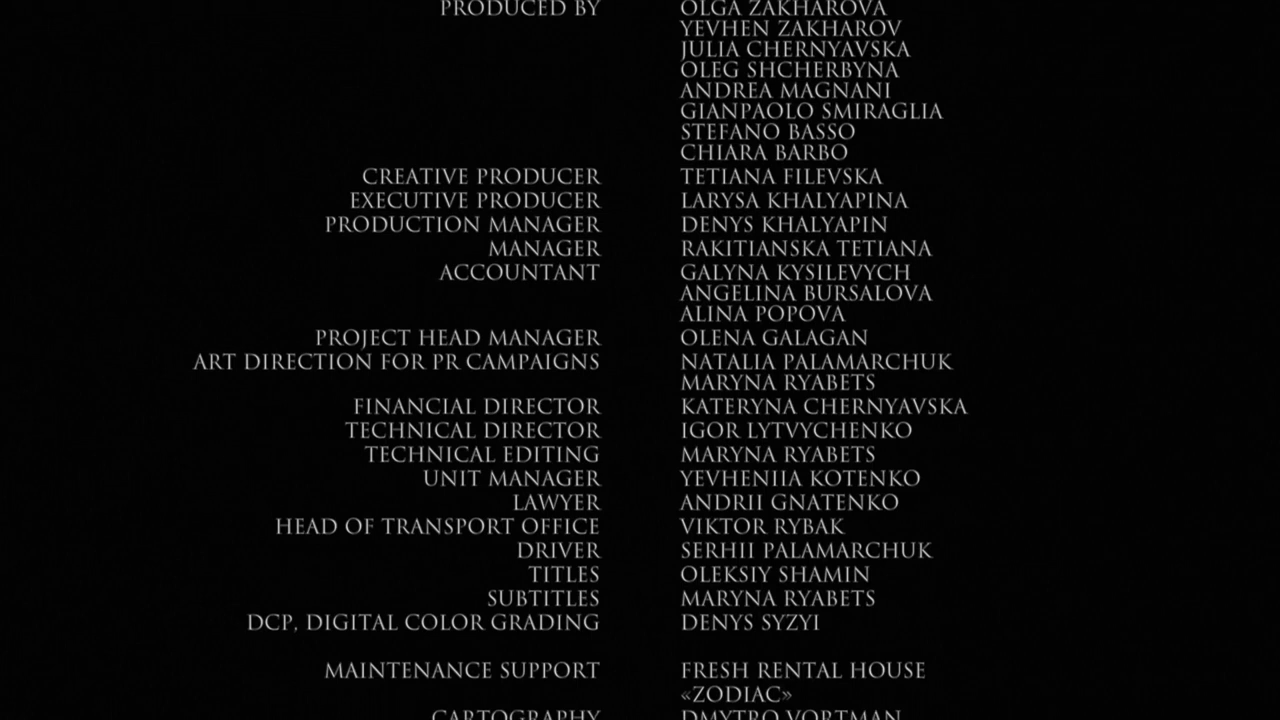 PRODUCED BY OLGA ZAKHAROVA
YEVHEN ZAKHAROV
JULIA CHERNYAVSKA
OLEG SHCHERBYNA
ANDREA MAGNANI
GIANPAOLO SMIRAGLIA
STEFANO BASSO
CHIARA BARBO
CREATIVE PRODUCER TETIANA FILEVSKA
EXECUTIVE PRODUCER LARYSA KHALYAPINA
PRODUCTION MANAGER DENYS KHALYAPIN
MANAGER RAKITIANSKA TETIANA
ACCOUNTANT GALYNA KYSILEVYCH
ANGELINA BURSALOVA
ALINA POPOVA
PROJECT HEAD MANAGER OLENA GALAGAN
ART DIRECTION FOR PR CAMPAIGNS NATALIA PALAMARCHUK
MARYNA RYABETS
FINANCIAL DIRECTOR KATERYNA CHERNYAVSKA
TECHNICAL DIRECTOR IGOR LYTVYCHENKO
TECHNICAL EDITING MARYNA RYABETS
UNIT MANAGER YEVHENIIA KOTENKO
LAWYER ANDRII GNATENKO
HEAD OF TRANSPORT OFFICE VIKTOR RYBAK
DRIVER SERHII PALAMARCHUK
TITLES OLEKSIY SHAMIN
SUBTITLES MARYNA RYABETS
DCP, DIGITAL COLOR GRADING DENYS SYZYI
MAINTENANCE SUPPORT FRESH RENTAL HOUSE
«ZODIAC»
CARTOGRAPHY DMYTRO VORTMAN